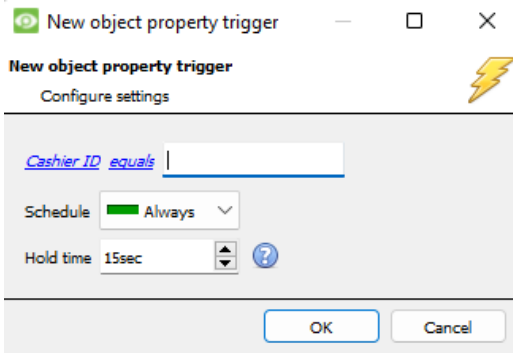 New object property trigger
New object property trigger
Configure settings
Cashier ID equals
Schedule Always
Hold time 15sec ?
OK Cancel